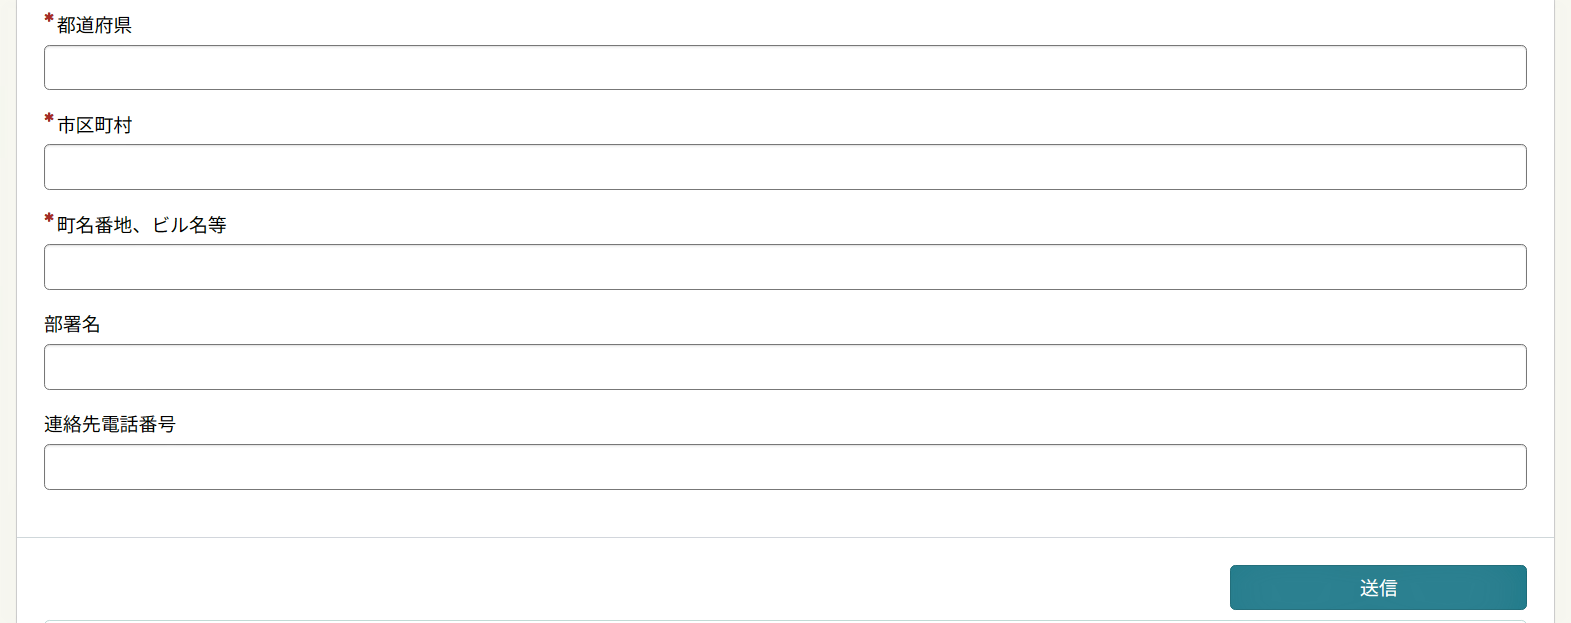 *都道府県
*市区町村
*町名番地、ビル名等
部署名
連絡先電話番号
送信